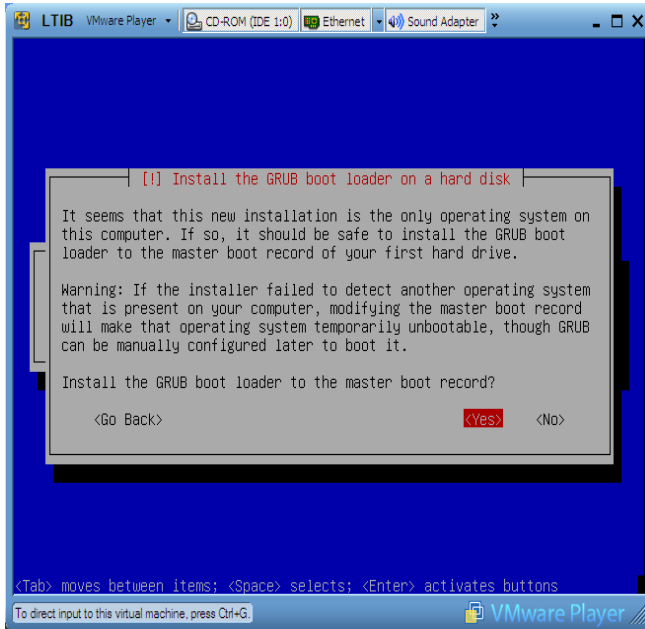 LTIB VMware Player CD-ROM (IDE 1:0) Ethernet Sound Adapter
[!] Install the GRUB boot loader on a hard disk
It seems that this new installation is the only operating system on
this computer. If so, it should be safe to install the GRUB boot
loader to the master boot record of your first hard drive.
Warning: If the installer failed to detect another operating system
that is present on your computer, modifying the master boot record
will make that operating system temporarily unbootable, though GRUB
can be manually configured later to boot it.
Install the GRUB boot loader to the master boot record?
<Go Back> <Yes> <No>
<Tab> moves between items; <Space> selects; <Enter> activates buttons
To direct input to this virtual machine, press Ctrl+G. VMware Player